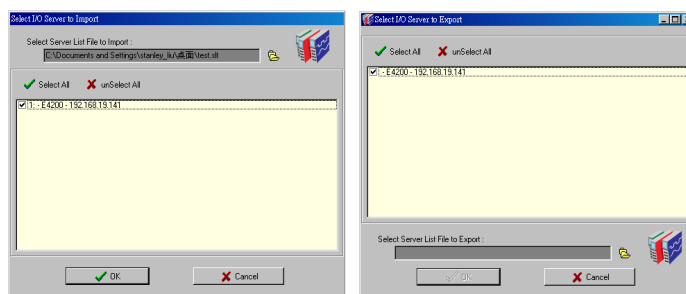 Select I/O Server to Import
Select Server List File to Import :
C:\Documents and Settings\stanley_liu\桌面\test.slt
Select All
unSelect All
1; - E4200 - 192.168.19.141
OK
Cancel
Select I/O Server to Export
Select All
unSelect All
; - E4200 - 192.168.19.141
Select Server List File to Export :
OK
Cancel